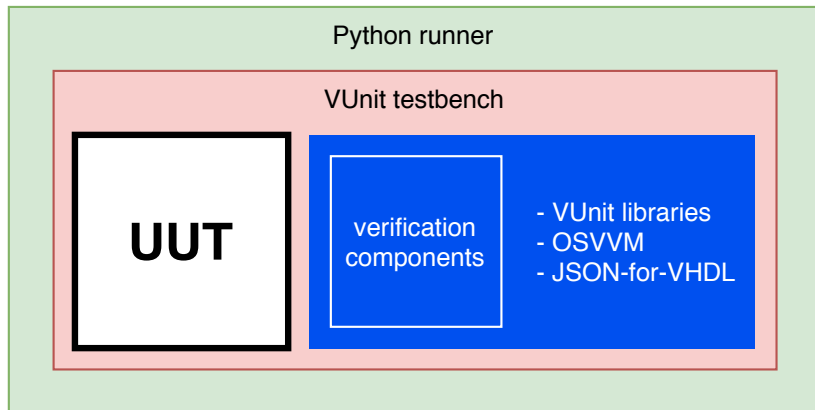 Python runner
VUnit testbench
UUT
verification
components
- VUnit libraries
- OSVVM
- JSON-for-VHDL